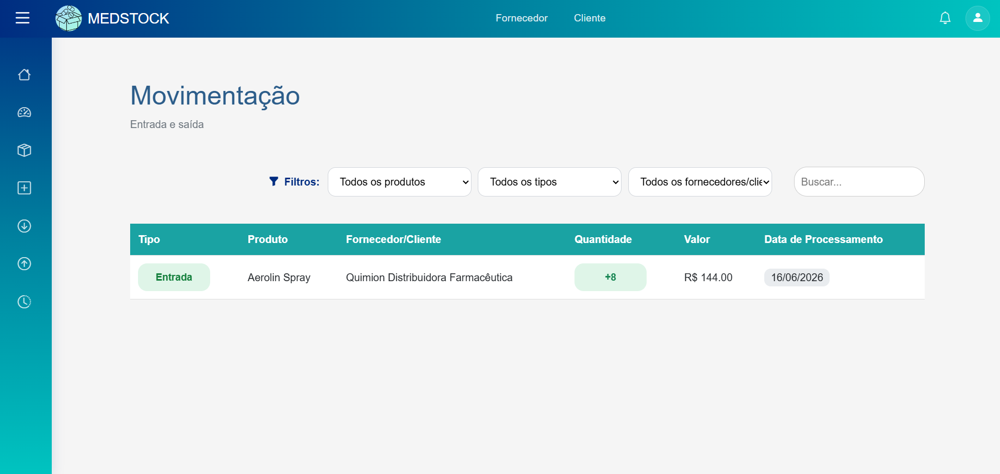 MEDSTOCK
Fornecedor Cliente
Movimentação
Entrada e saída
Filtros: Todos os produtos Todos os tipos Todos os fornecedores/clie Buscar...
Tipo Produto Fornecedor/Cliente Quantidade Valor Data de Processamento
Entrada Aerolin Spray Quimion Distribuidora Farmacêutica +8 R$ 144.00 16/06/2026